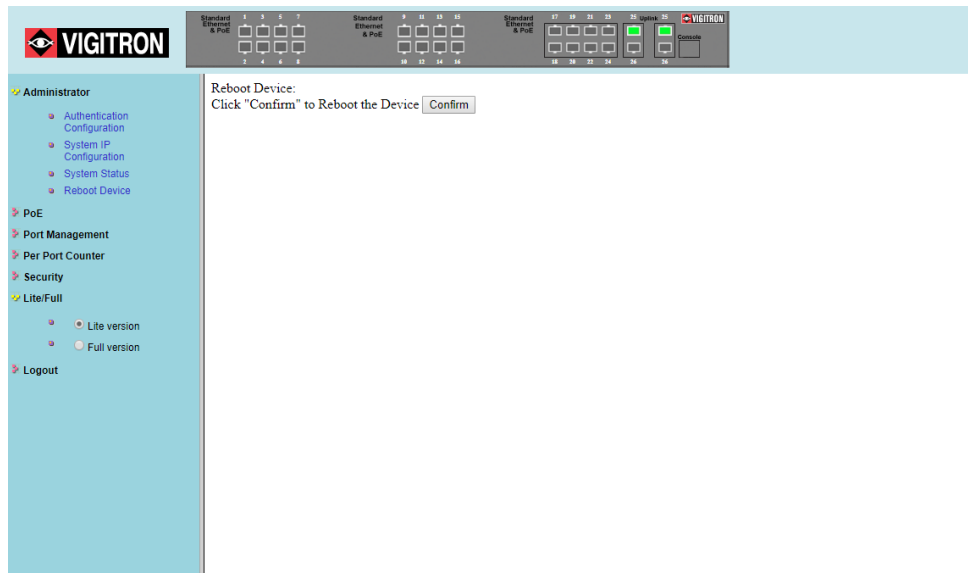 VIGITRON
Standard Ethernet & PoE
1 3 5 7
2 4 6 8
Standard Ethernet & PoE
9 11 13 15
10 12 14 16
Standard Ethernet & PoE
17 19 21 23
18 20 22 24
25 Uplink 25
26 26
VIGITRON
Console
Administrator
Authentication
Configuration
System IP
Configuration
System Status
Reboot Device
PoE
Port Management
Per Port Counter
Security
Lite/Full
Lite version
Full version
Logout
Reboot Device:
Click "Confirm" to Reboot the Device Confirm